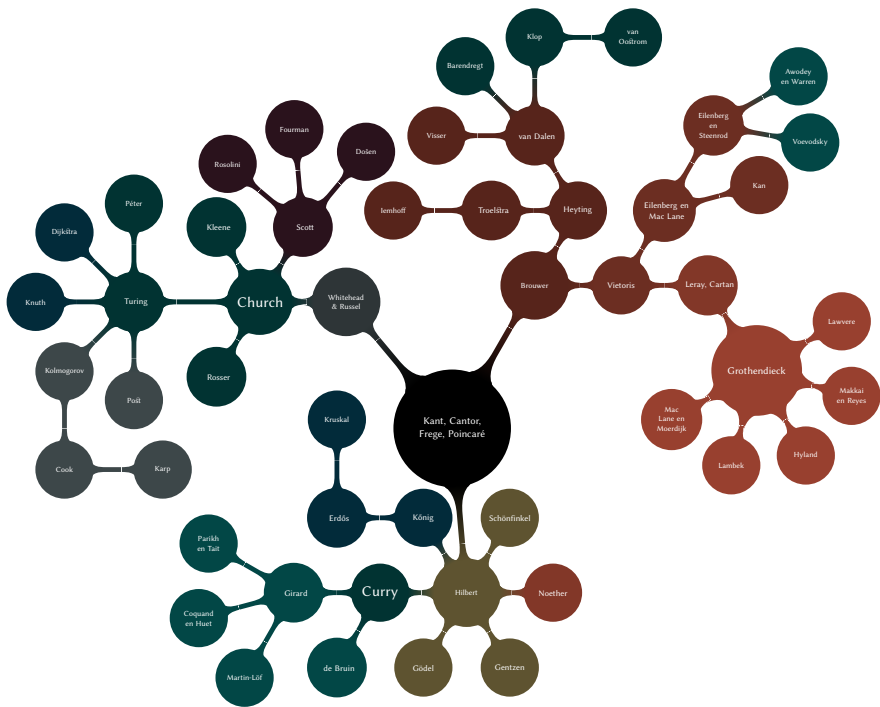 Klop
van
Ooſtrom
Barendregt
Awodey
en Warren
Eilenberg
en
Steenrod
Fourman
Visser
van Dalen
Voevodsky
Rosolini
Došen
Kan
Péter
Iemhoff
Troelſtra
Heyting
Eilenberg en
Mac Lane
Dijkſtra
Kleene
Scott
Knuth
Turing
Church
Whitehead
& Russel
Brouwer
Vietoris
Leray, Cartan
Lawvere
Kolmogorov
Rosser
Grothendieck
Makkai
en Reyes
Poſt
Kruskal
Kant, Cantor,
Frege, Poincaré
Mac
Lane en
Moerdijk
Cook
Karp
Lambek
Hyland
Erdős
Kőnig
Schönfinkel
Parikh
en Tait
Girard
Curry
Hilbert
Noether
Coquand
en Huet
Martin-Löf
de Bruin
Gödel
Gentzen